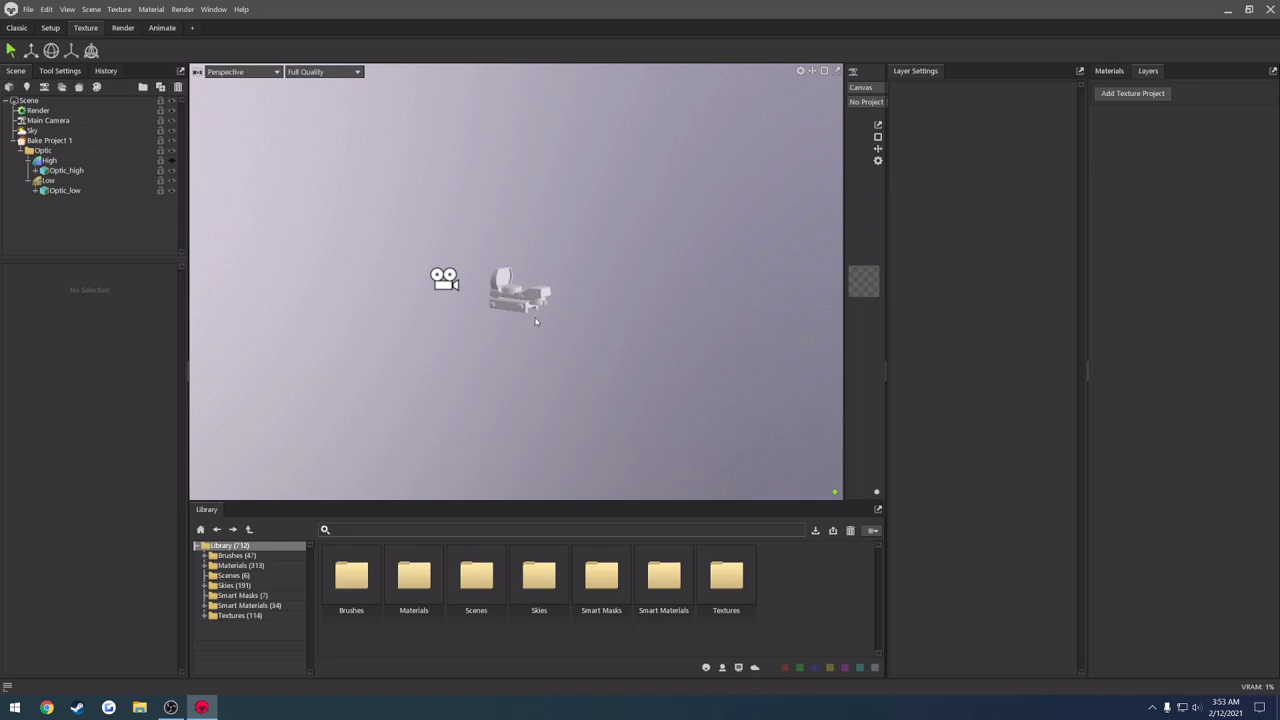 File Edit View Scene Texture Material Render Window Help
Classic Setup Texture Render Animate +
Scene Tool Settings History
Perspective Full Quality
Layer Settings
Materials Layers
Canvas
No Project
Add Texture Project
Scene
Render
Main Camera
Sky
Bake Project 1
Optic
High
Optic_high
Low
Optic_low
No Selection
Library
Library (712)
Brushes (47)
Materials (313)
Scenes (6)
Skies (191)
Smart Masks (7)
Smart Materials (34)
Textures (114)
Brushes Materials Scenes Skies Smart Masks Smart Materials Textures
VRAM: 1%
3:53 AM
2/12/2021